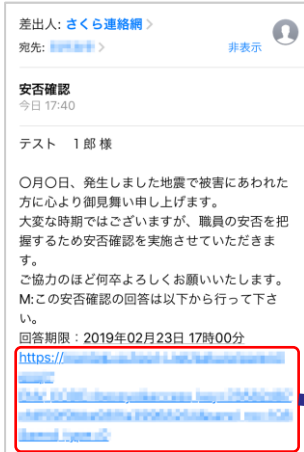 差出人: さくら連絡網 >
宛先: >
非表示
安否確認
今日 17:40
テスト　1郎 様
〇月〇日、発生しました地震で被害にあわれた
方に心より御見舞い申し上げます。
大変な時期ではございますが、職員の安否を把
握するため安否確認を実施させていただきま
す。
ご協力のほど何卒よろしくお願いいたします。
M:この安否確認の回答は以下から行って下さ
い。
回答期限：2019年02月23日 17時00分
https://